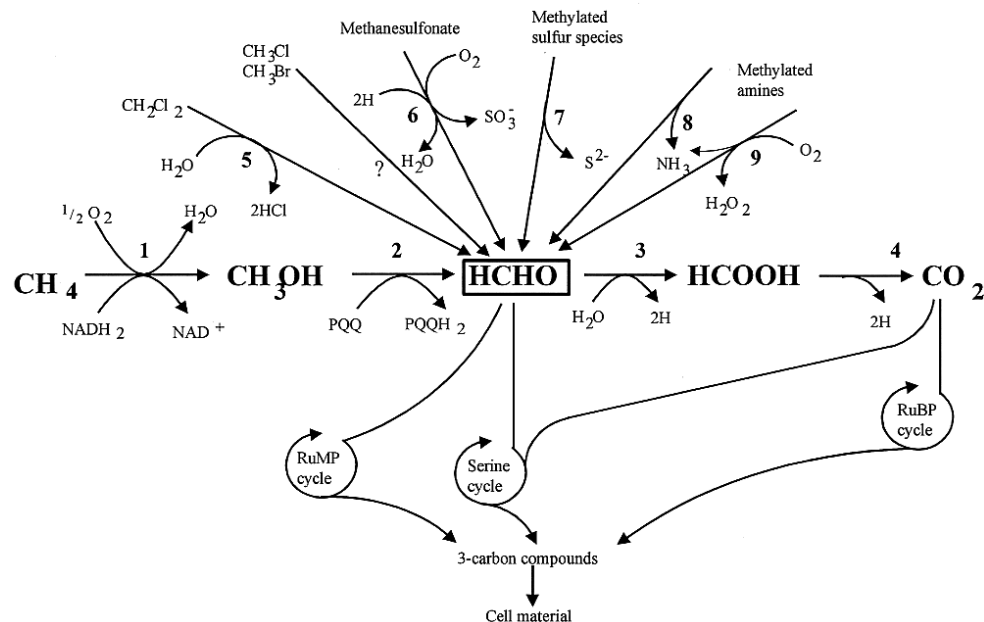 Methanesulfonate
Methylated
sulfur species
CH3Cl
CH3Br
O2
Methylated
amines
CH2Cl2
2H
6
SO3-
7
8
O2
H2O
5
?
H2O
S2-
NH3
9
2HCl
H2O2
1/2 O2
H2O
1
2
3
4
CH4
CH3OH
HCHO
HCOOH
CO2
NADH2
NAD+
PQQ
PQQH2
H2O
2H
2H
RuMP
cycle
Serine
cycle
RuBP
cycle
3-carbon compounds
Cell material